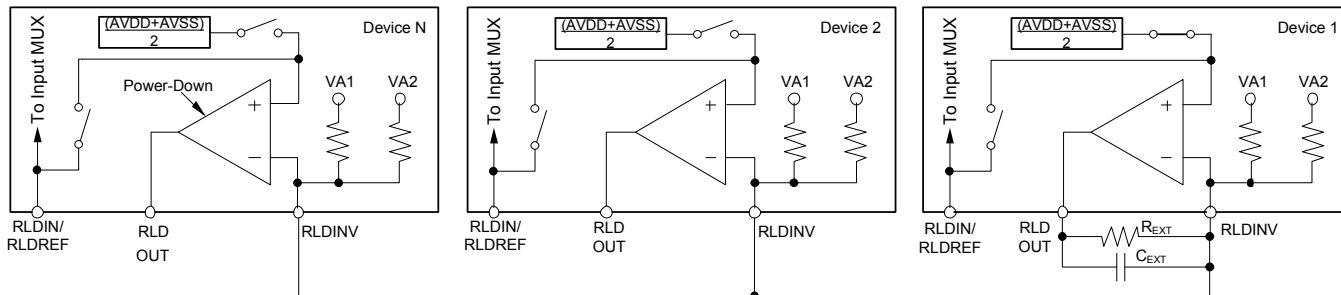 To Input MUX
(AVDD+AVSS)
2
Device N
Power-Down
VA1
VA2
+
−
RLDIN/
RLDREF
RLD
OUT
RLDINV
To Input MUX
(AVDD+AVSS)
2
Device 2
VA1
VA2
+
−
RLDIN/
RLDREF
RLD
OUT
RLDINV
To Input MUX
(AVDD+AVSS)
2
Device 1
VA1
VA2
+
−
RLDIN/
RLDREF
RLD
OUT
RLDINV
REXT
CEXT